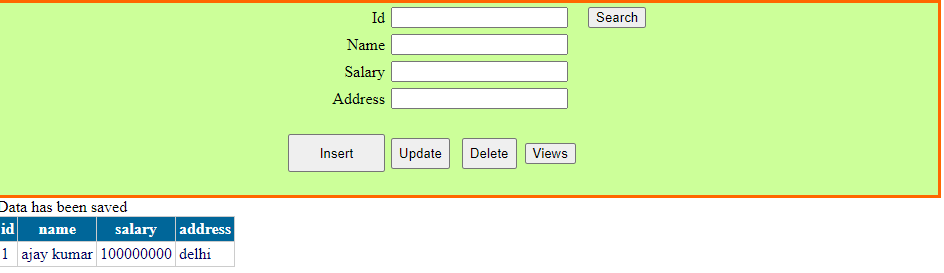 Id Search
Name
Salary
Address
Insert Update Delete Views
Data has been saved
id name salary address
1 ajay kumar 100000000 delhi